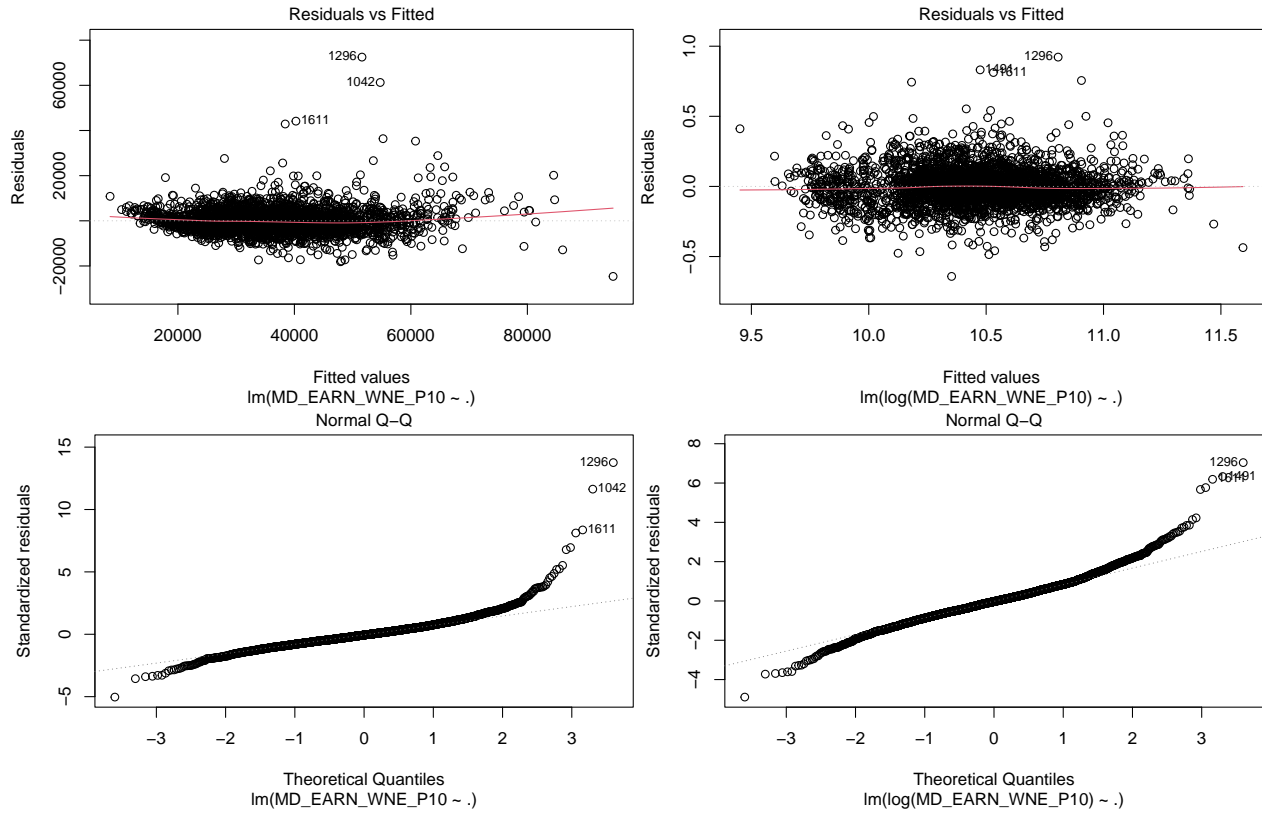 Residuals vs Fitted
Residuals
60000
20000
−20000
1296
1042
1611
20000 40000 60000 80000
Fitted values
lm(MD_EARN_WNE_P10 ~ .)
Residuals vs Fitted
Residuals
1.0
0.5
0.0
−0.5
1296
1491
1611
9.5 10.0 10.5 11.0 11.5
Fitted values
lm(log(MD_EARN_WNE_P10) ~ .)
Normal Q−Q
Standardized residuals
15
10
5
0
−5
1296
1042
1611
−3 −2 −1 0 1 2 3
Theoretical Quantiles
lm(MD_EARN_WNE_P10 ~ .)
Normal Q−Q
Standardized residuals
8
6
4
2
0
−2
−4
1296
1611
1491
−3 −2 −1 0 1 2 3
Theoretical Quantiles
lm(log(MD_EARN_WNE_P10) ~ .)